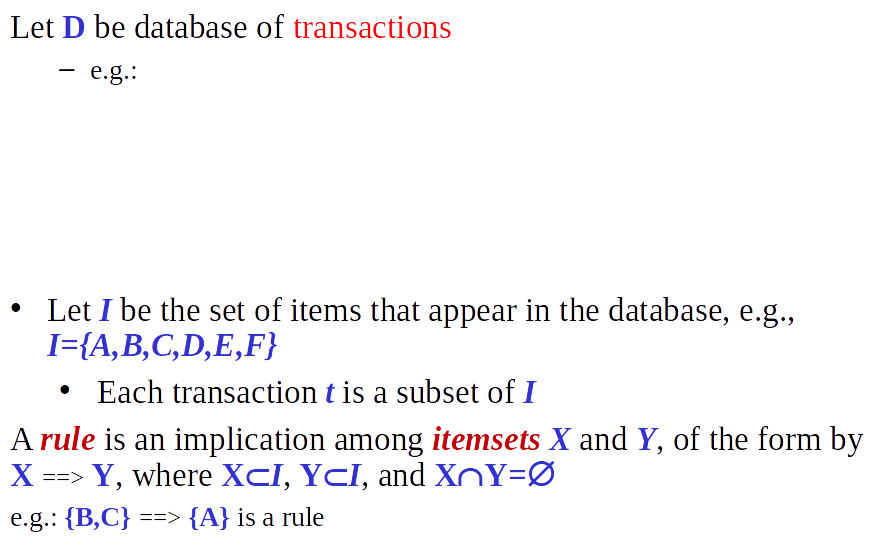 Let D be database of transactions
– e.g.:
• Let I be the set of items that appear in the database, e.g.,
I={A,B,C,D,E,F}
• Each transaction t is a subset of I
A rule is an implication among itemsets X and Y, of the form by
X ==> Y, where X⊂I, Y⊂I, and X∩Y=∅
e.g.: {B,C} ==> {A} is a rule